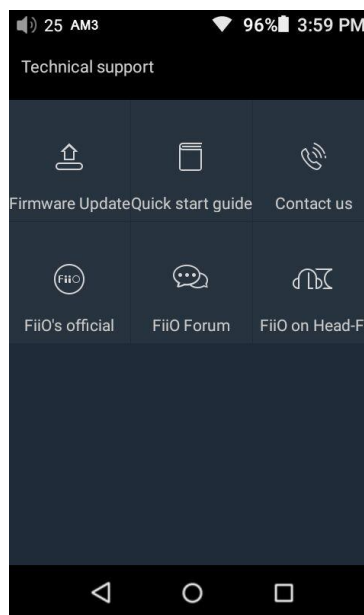 25 AM3 96% 3:59 PM
Technical support
Firmware Update Quick start guide Contact us
FiiO
FiiO's official FiiO Forum FiiO on Head-F